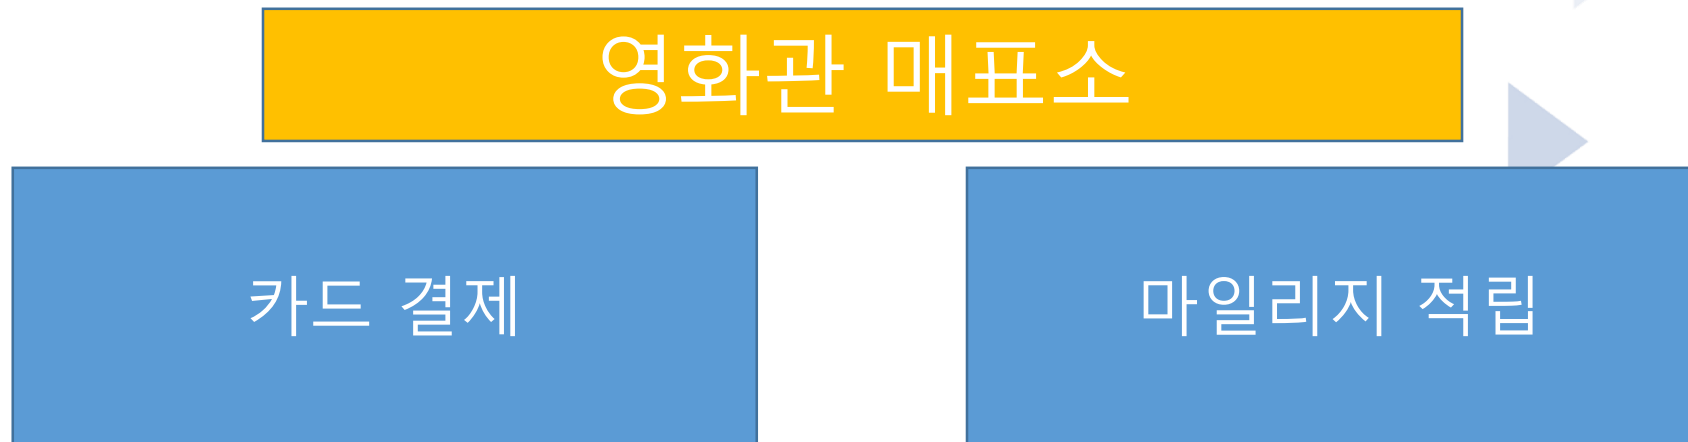 영화관 매표소
카드 결제
마일리지 적립